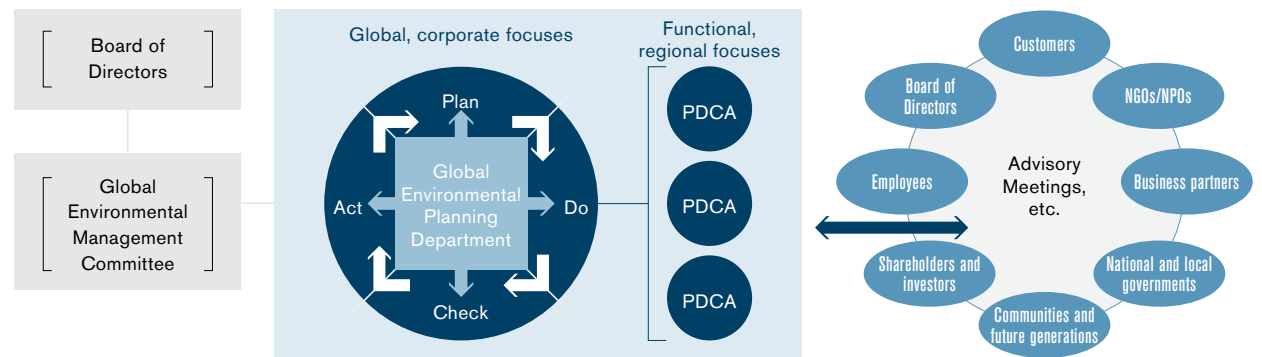 Board of
Directors
Global
Environmental
Management
Committee
Global, corporate focuses
Plan
Act
Global
Environmental
Planning
Department
Do
Check
Functional,
regional focuses
PDCA
PDCA
PDCA
Customers
Board of
Directors
NGOs/NPOs
Employees
Advisory
Meetings,
etc.
Business partners
Shareholders and
investors
National and local
governments
Communities and
future generations